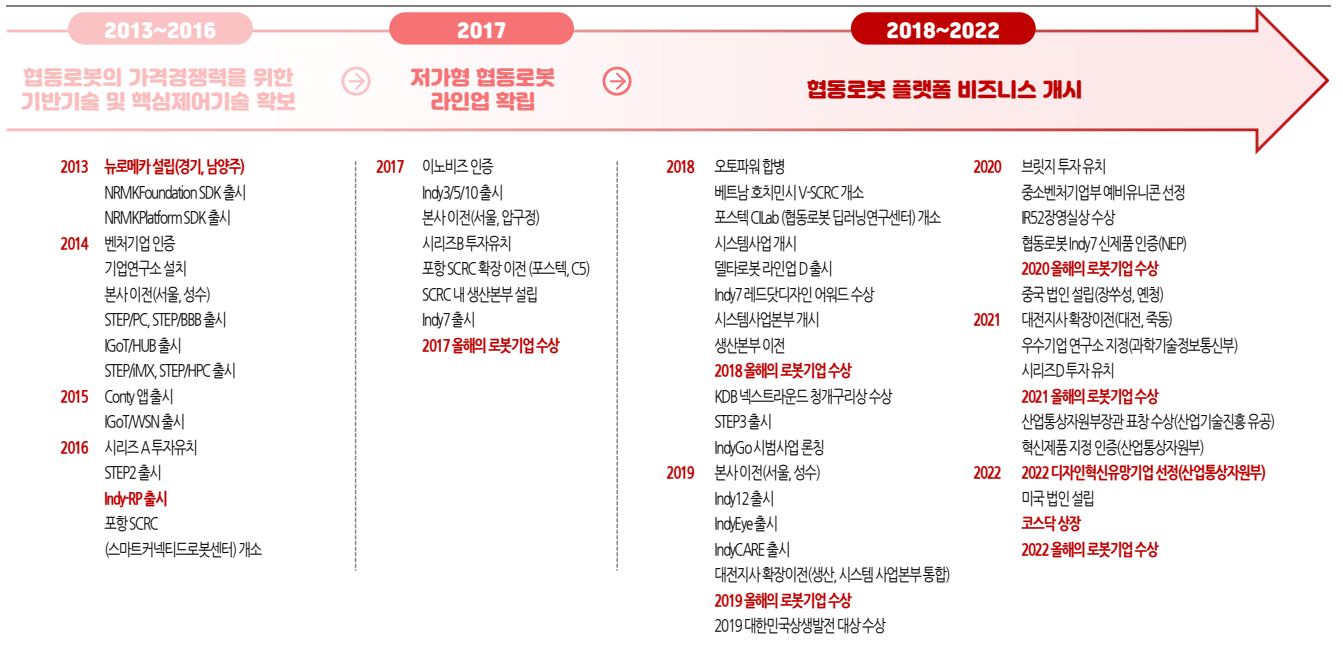 2013~2016
협동로봇의 가격경쟁력을 위한
기반기술 및 핵심제어기술 확보
2017
저가형 협동로봇
라인업 확립
2018~2022
협동로봇 플랫폼 비즈니스 개시
2013 뉴로메카 설립(경기, 남양주)
NRMKFoundation SDK 출시
NRMKPlatform SDK 출시
2014 벤처기업 인증
기업연구소 설치
본사 이전(서울, 성수)
STEP/PC, STEP/BBB 출시
IGoT/HUB 출시
STEP/iMX, STEP/HPC 출시
2015 Conty 앱 출시
IGoT/WSN 출시
2016 시리즈 A 투자유치
STEP2 출시
Indy-RP 출시
포항 SCRC
(스마트커넥티드로봇센터) 개소
2017 이노비즈 인증
Indy3/5/10 출시
본사 이전(서울, 압구정)
시리즈B 투자유치
포항 SCRC 확장 이전 (포스텍, C5)
SCRC 내 생산본부 설립
Indy7 출시
2017 올해의 로봇기업 수상
2018 오토파워 합병
베트남 호치민시 V-SCRC 개소
포스텍 CILab (협동로봇 딥러닝연구센터) 개소
시스템사업 개시
델타로봇 라인업 D 출시
Indy7 레드닷디자인 어워드 수상
시스템사업본부 개시
생산본부 이전
2018 올해의 로봇기업 수상
KDB 넥스트라운드 청개구리상 수상
STEP3 출시
IndyGo 시범사업 론칭
2019 본사 이전(서울, 성수)
Indy12 출시
IndyEye 출시
IndyCARE 출시
대전지사 확장이전(생산, 시스템 사업본부 통합)
2019 올해의 로봇기업 수상
2019 대한민국상생발전 대상 수상
2020 브릿지 투자 유치
중소벤처기업부 예비유니콘 선정
IR52장영실상 수상
협동로봇 Indy7 신제품 인증(NEP)
2020 올해의 로봇기업 수상
중국 법인 설립(장쑤성, 옌청)
2021 대전지사 확장이전(대전, 죽동)
우수기업 연구소 지정(과학기술정보통신부)
시리즈D 투자 유치
2021 올해의 로봇기업 수상
산업통상자원부장관 표창 수상(산업기술진흥 유공)
혁신제품 지정 인증(산업통상자원부)
2022 2022 디자인혁신유망기업 선정(산업통상자원부)
미국 법인 설립
코스닥 상장
2022 올해의 로봇기업 수상